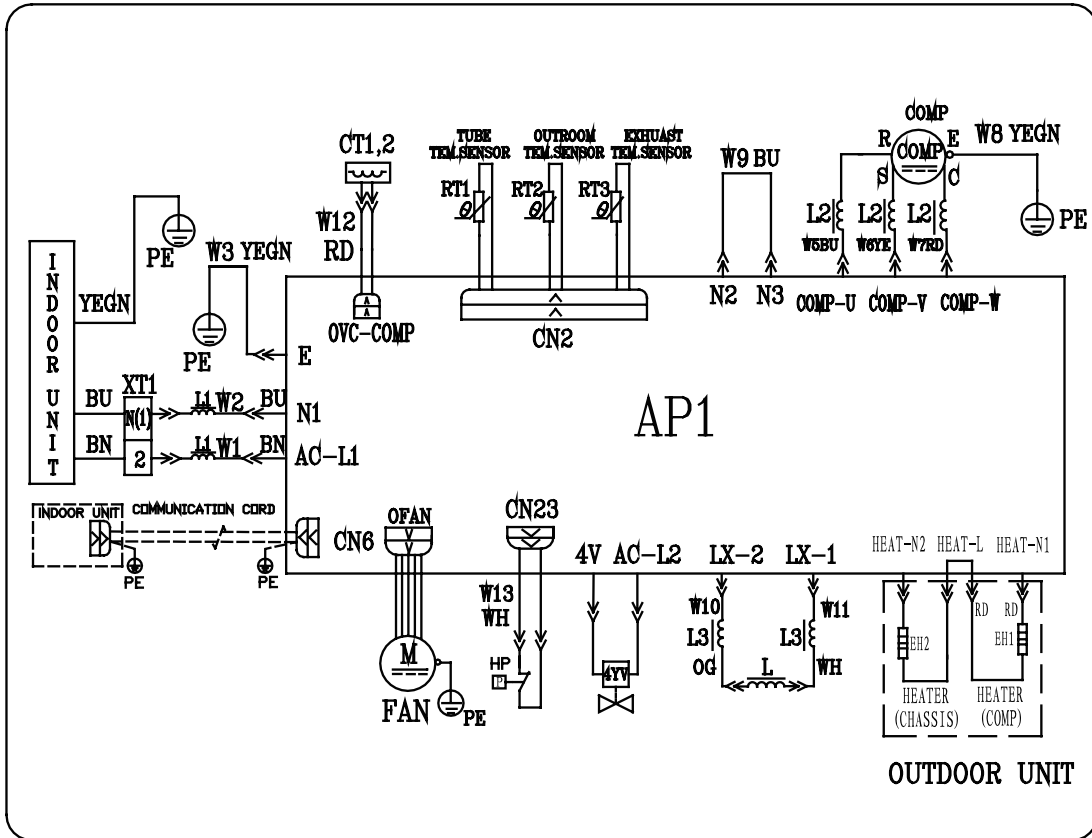 COMP
CT1,2
TUBE
TEM.SENSOR
OUTROOM
TEM.SENSOR
EXHUAST
TEM.SENSOR
RT1
RT2
RT3
W9 BU
R
E
COMP
S
C
W8 YEGN
PE
L2
L2
L2
W5BU
W6YE
W7RD
W12
RD
PE
W3 YEGN
YEGN
PE
INDOOR UNIT
OVC-COMP
CN2
N2
N3
COMP-U
COMP-V
COMP-W
E
XT1
BU
N(1)
L1 W2
BU
N1
BN
2
L1 W1
BN
AC-L1
AP1
INDOOR UNIT
COMMUNICATION CORD
PE
PE
CN6
OFAN
CN23
4V
AC-L2
LX-2
LX-1
HEAT-N2
HEAT-L
HEAT-N1
W13
WH
W10
L3
OG
L
W11
L3
WH
HP
P
4YV
M
FAN
PE
RD
RD
EH2
EH1
HEATER
(CHASSIS)
HEATER
(COMP)
OUTDOOR UNIT